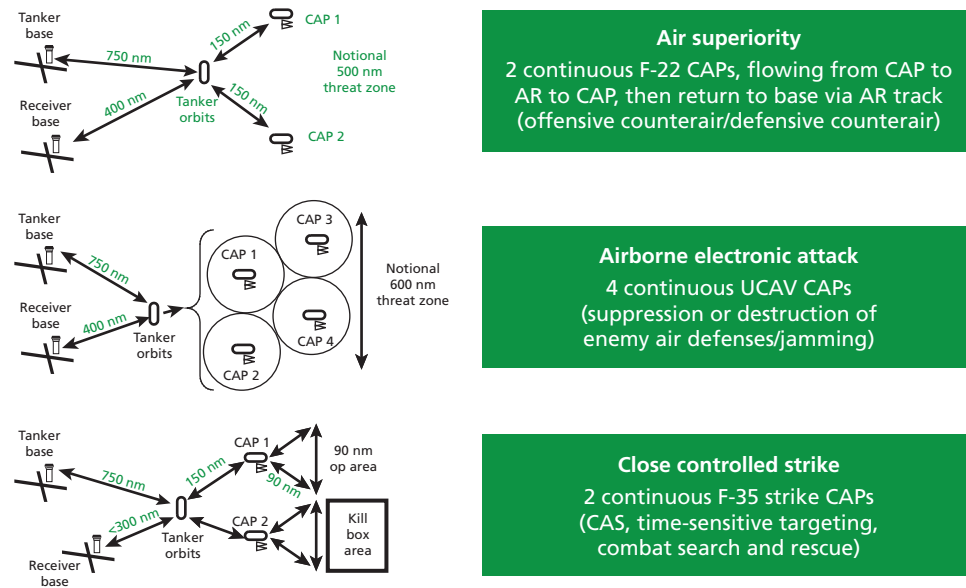 Tanker
base
750 nm
Receiver
base
400 nm
Tanker
orbits
150 nm
150 nm
CAP 1
CAP 2
Notional
500 nm
threat zone
Air superiority
2 continuous F-22 CAPs, flowing from CAP to
AR to CAP, then return to base via AR track
(offensive counterair/defensive counterair)
Tanker
base
750 nm
Receiver
base
400 nm
Tanker
orbits
CAP 3
CAP 1
CAP 4
CAP 2
Notional
600 nm
threat zone
Airborne electronic attack
4 continuous UCAV CAPs
(suppression or destruction of
enemy air defenses/jamming)
Tanker
base
750 nm
<300 nm
Receiver
base
Tanker
orbits
150 nm
CAP 1
90 nm
CAP 2
90 nm
op area
Kill
box
area
Close controlled strike
2 continuous F-35 strike CAPs
(CAS, time-sensitive targeting,
combat search and rescue)